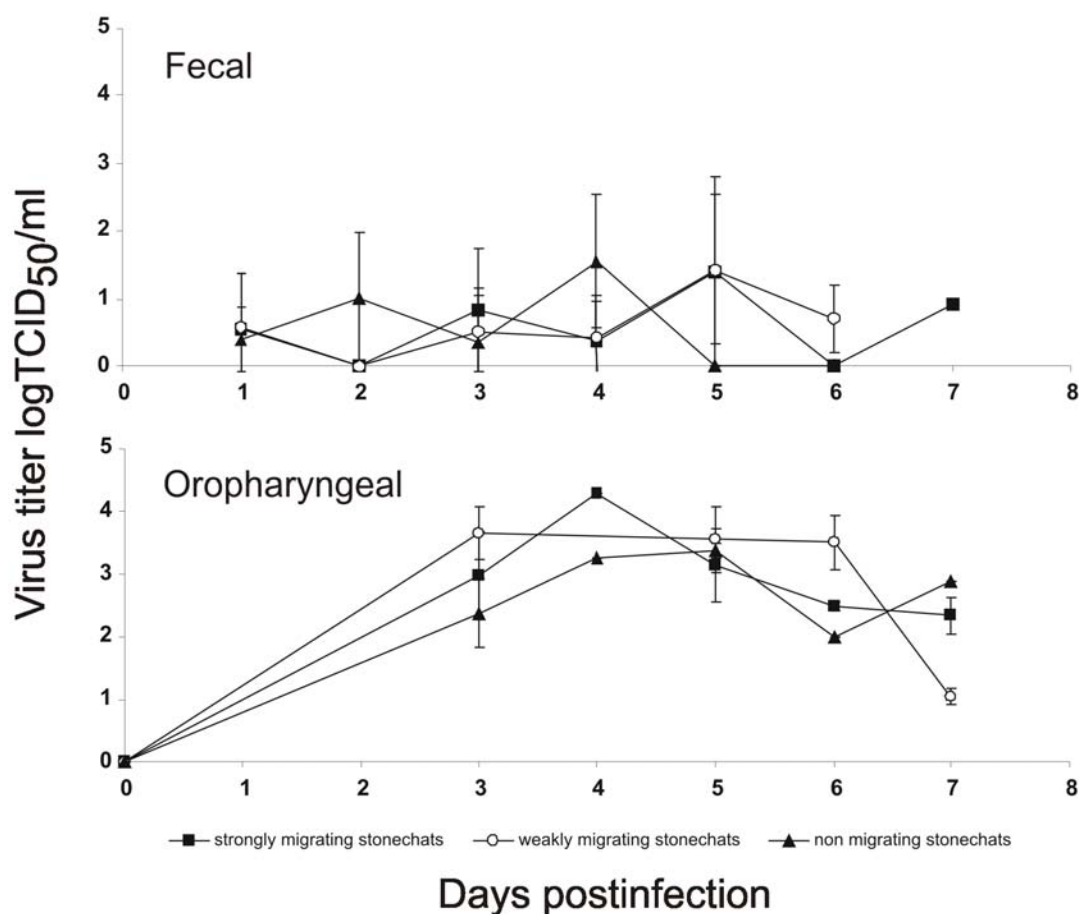 Virus titer logTCID50/ml
Fecal
5
4
3
2
1
0
0 1 2 3 4 5 6 7 8
Oropharyngeal
5
4
3
2
1
0
0 1 2 3 4 5 6 7 8
strongly migrating stonechats weakly migrating stonechats non migrating stonechats
Days postinfection